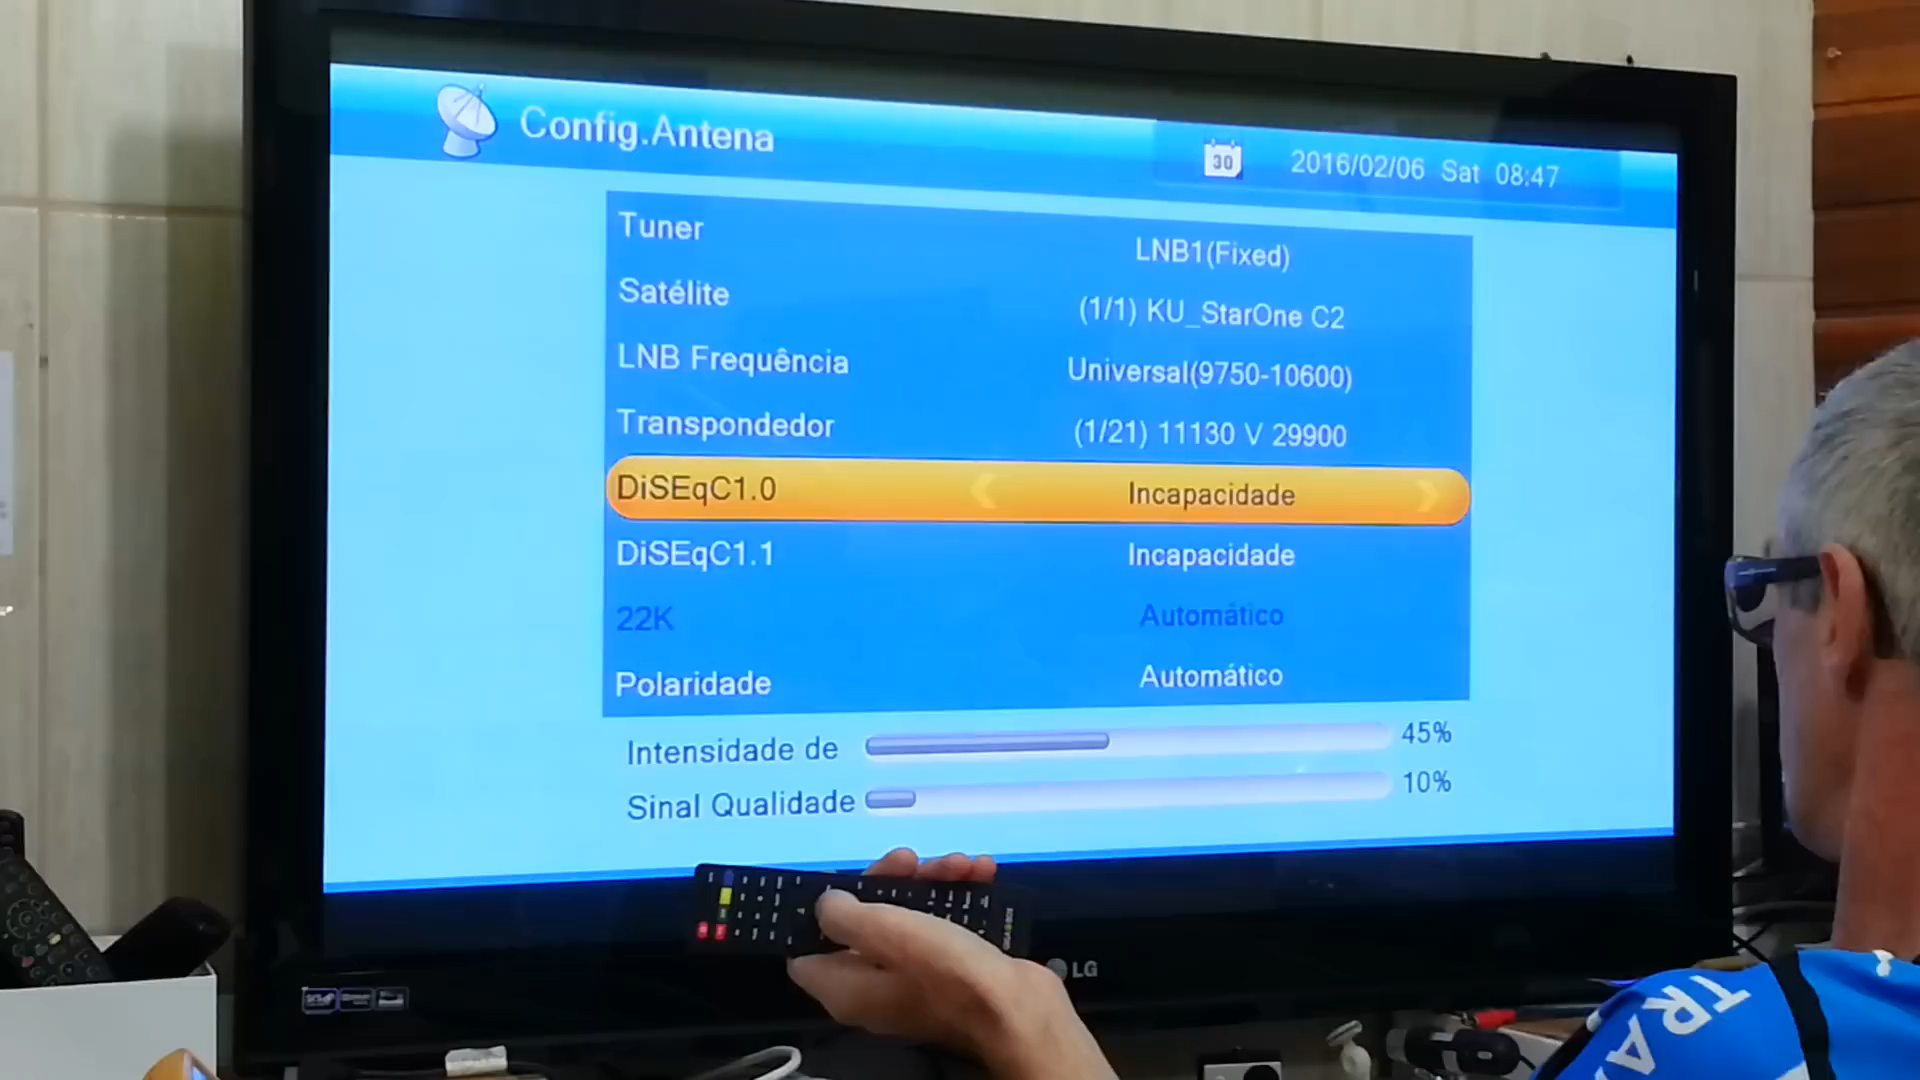 Config.Antena
30 2016/02/06 Sat 08:47
Tuner LNB1(Fixed)
Satélite (1/1) KU_StarOne C2
LNB Frequência Universal(9750-10600)
Transpondedor (1/21) 11130 V 29900
DiSEqC1.0 Incapacidade
DiSEqC1.1 Incapacidade
22K Automático
Polaridade Automático
Intensidade de 45%
Sinal Qualidade 10%
LG